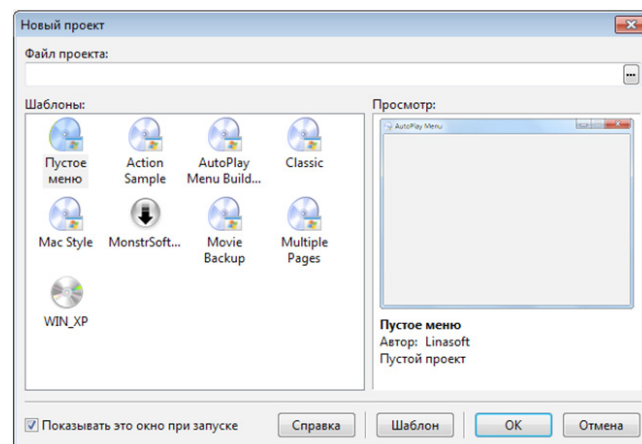 Новый проект
Файл проекта:
...
Шаблоны:
Просмотр:
Пустое меню
Action Sample
AutoPlay Menu Build...
Classic
Mac Style
MonstrSoft...
Movie Backup
Multiple Pages
WIN_XP
AutoPlay Menu
Пустое меню
Автор: Linasoft
Пустой проект
Показывать это окно при запуске
Справка
Шаблон
OK
Отмена